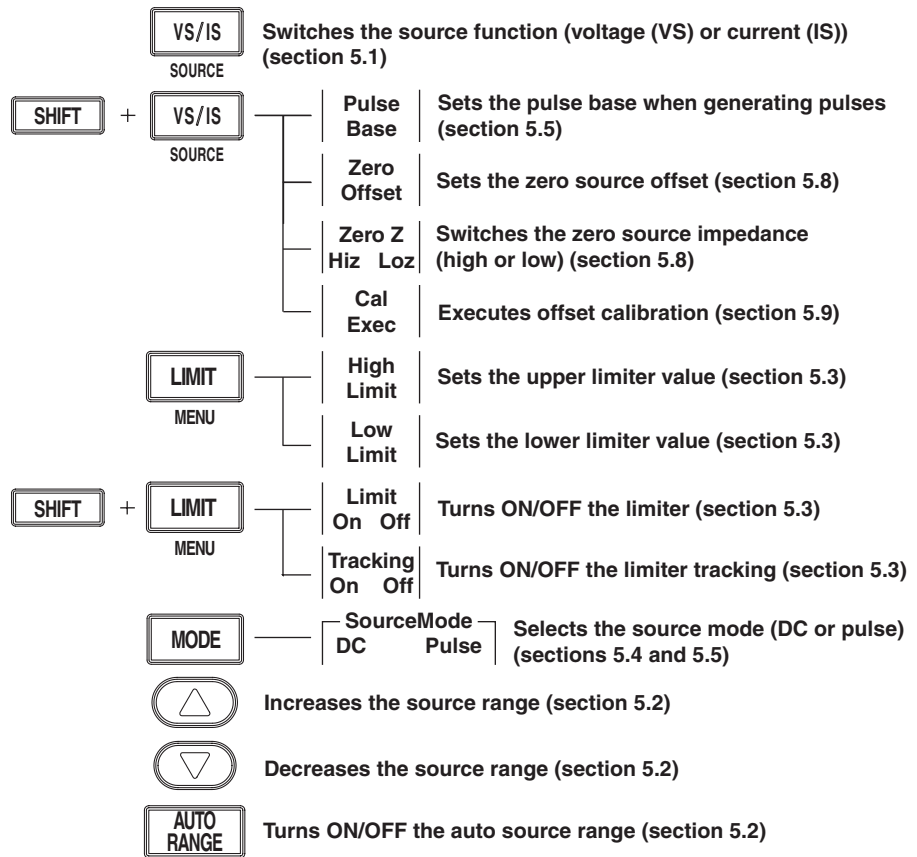 VS/IS Switches the source function (voltage (VS) or current (IS))
SOURCE (section 5.1)
SHIFT + VS/IS Pulse Sets the pulse base when generating pulses
SOURCE Base (section 5.5)
Zero
Offset Sets the zero source offset (section 5.8)
Zero Z Switches the zero source impedance
Hiz Loz (high or low) (section 5.8)
Cal
Exec Executes offset calibration (section 5.9)
LIMIT High
MENU Limit Sets the upper limiter value (section 5.3)
Low
Limit Sets the lower limiter value (section 5.3)
SHIFT + LIMIT Limit
MENU On Off Turns ON/OFF the limiter (section 5.3)
Tracking
On Off Turns ON/OFF the limiter tracking (section 5.3)
MODE SourceMode Selects the source mode (DC or pulse)
DC Pulse (sections 5.4 and 5.5)
Increases the source range (section 5.2)
Decreases the source range (section 5.2)
AUTO
RANGE Turns ON/OFF the auto source range (section 5.2)